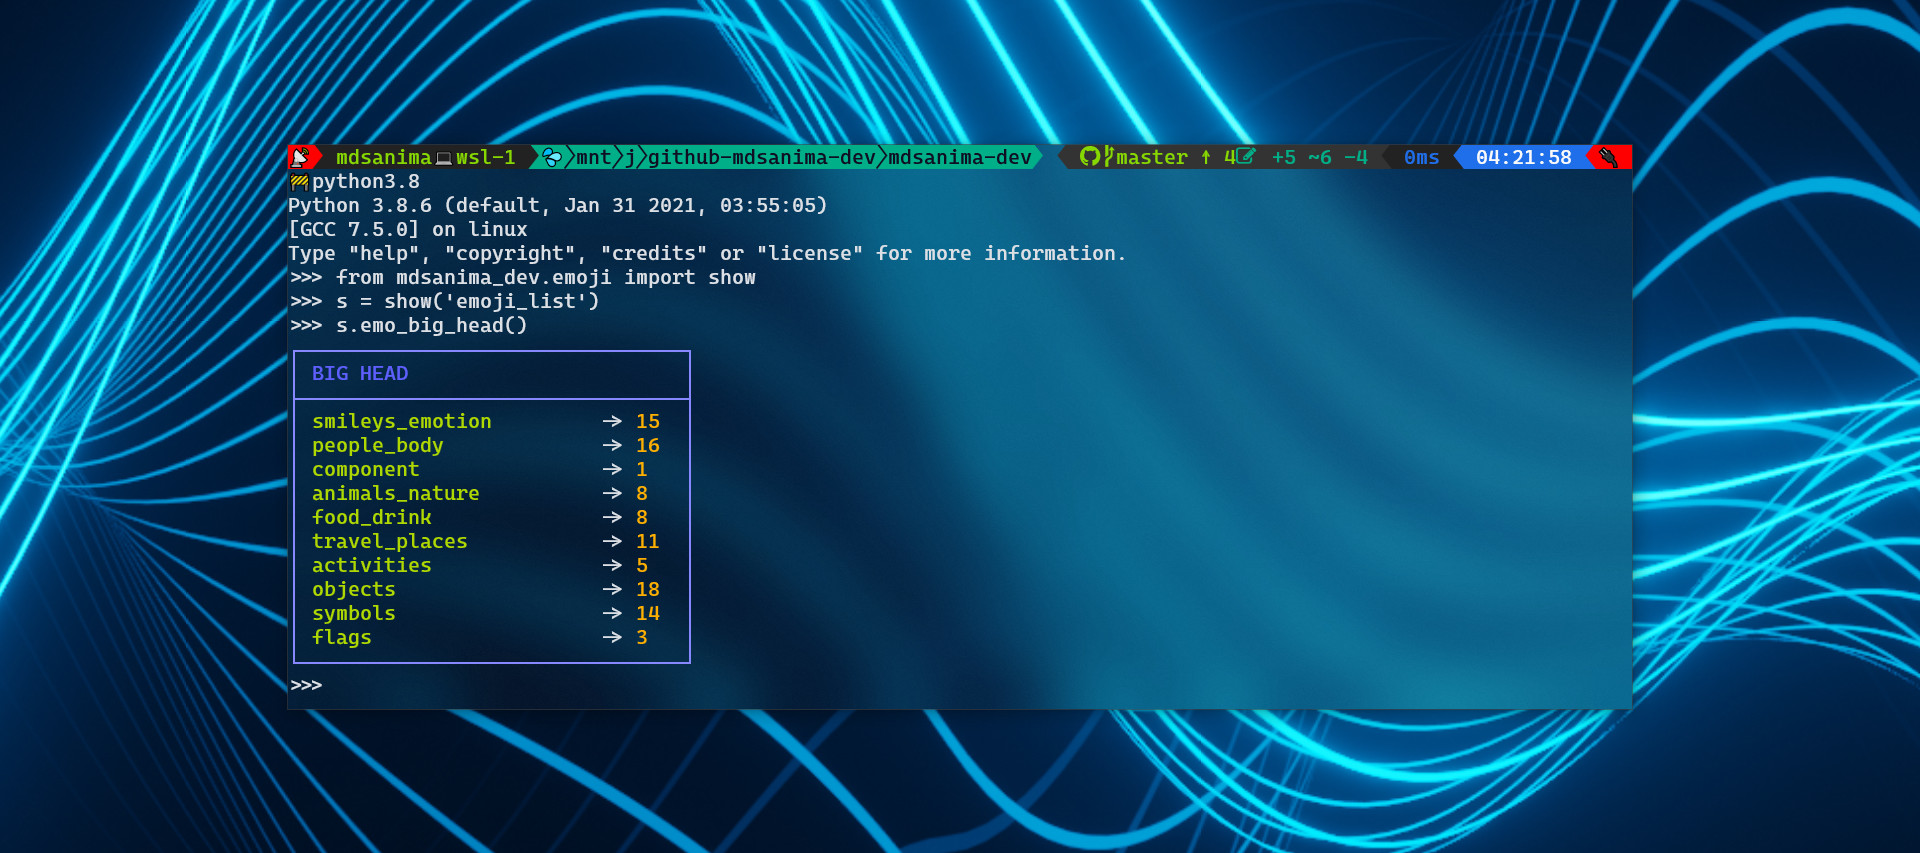 mdsanima wsl-1 mnt j github-mdsanima-dev mdsanima-dev master ↑ 4 +5 ~6 -4 0ms 04:21:58
python3.8
Python 3.8.6 (default, Jan 31 2021, 03:55:05)
[GCC 7.5.0] on linux
Type "help", "copyright", "credits" or "license" for more information.
>>> from mdsanima_dev.emoji import show
>>> s = show('emoji_list')
>>> s.emo_big_head()
BIG HEAD
smileys_emotion → 15
people_body → 16
component → 1
animals_nature → 8
food_drink → 8
travel_places → 11
activities → 5
objects → 18
symbols → 14
flags → 3
>>>